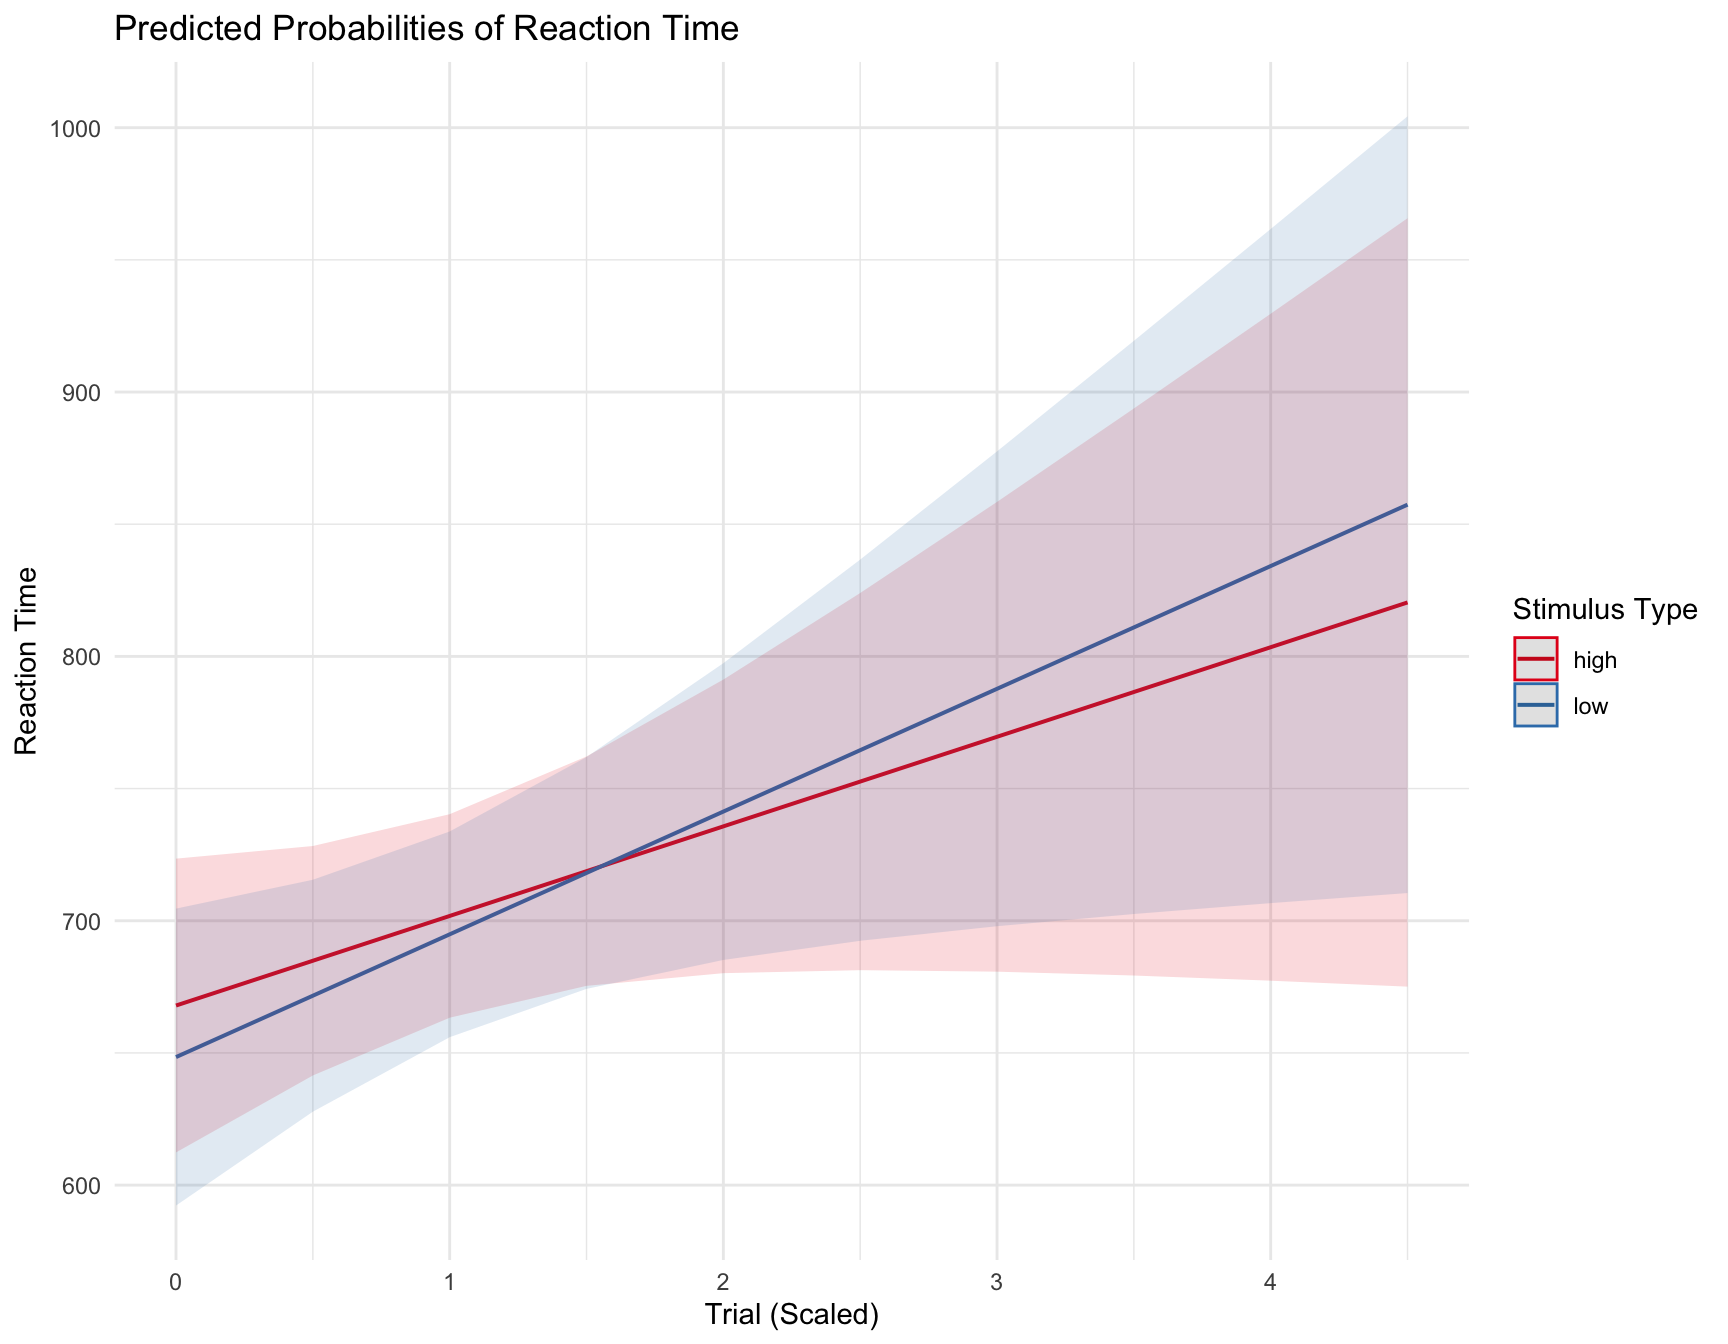 Predicted Probabilities of Reaction Time
1000
900
800
700
600
Reaction Time
0 1 2 3 4
Trial (Scaled)
Stimulus Type
high
low